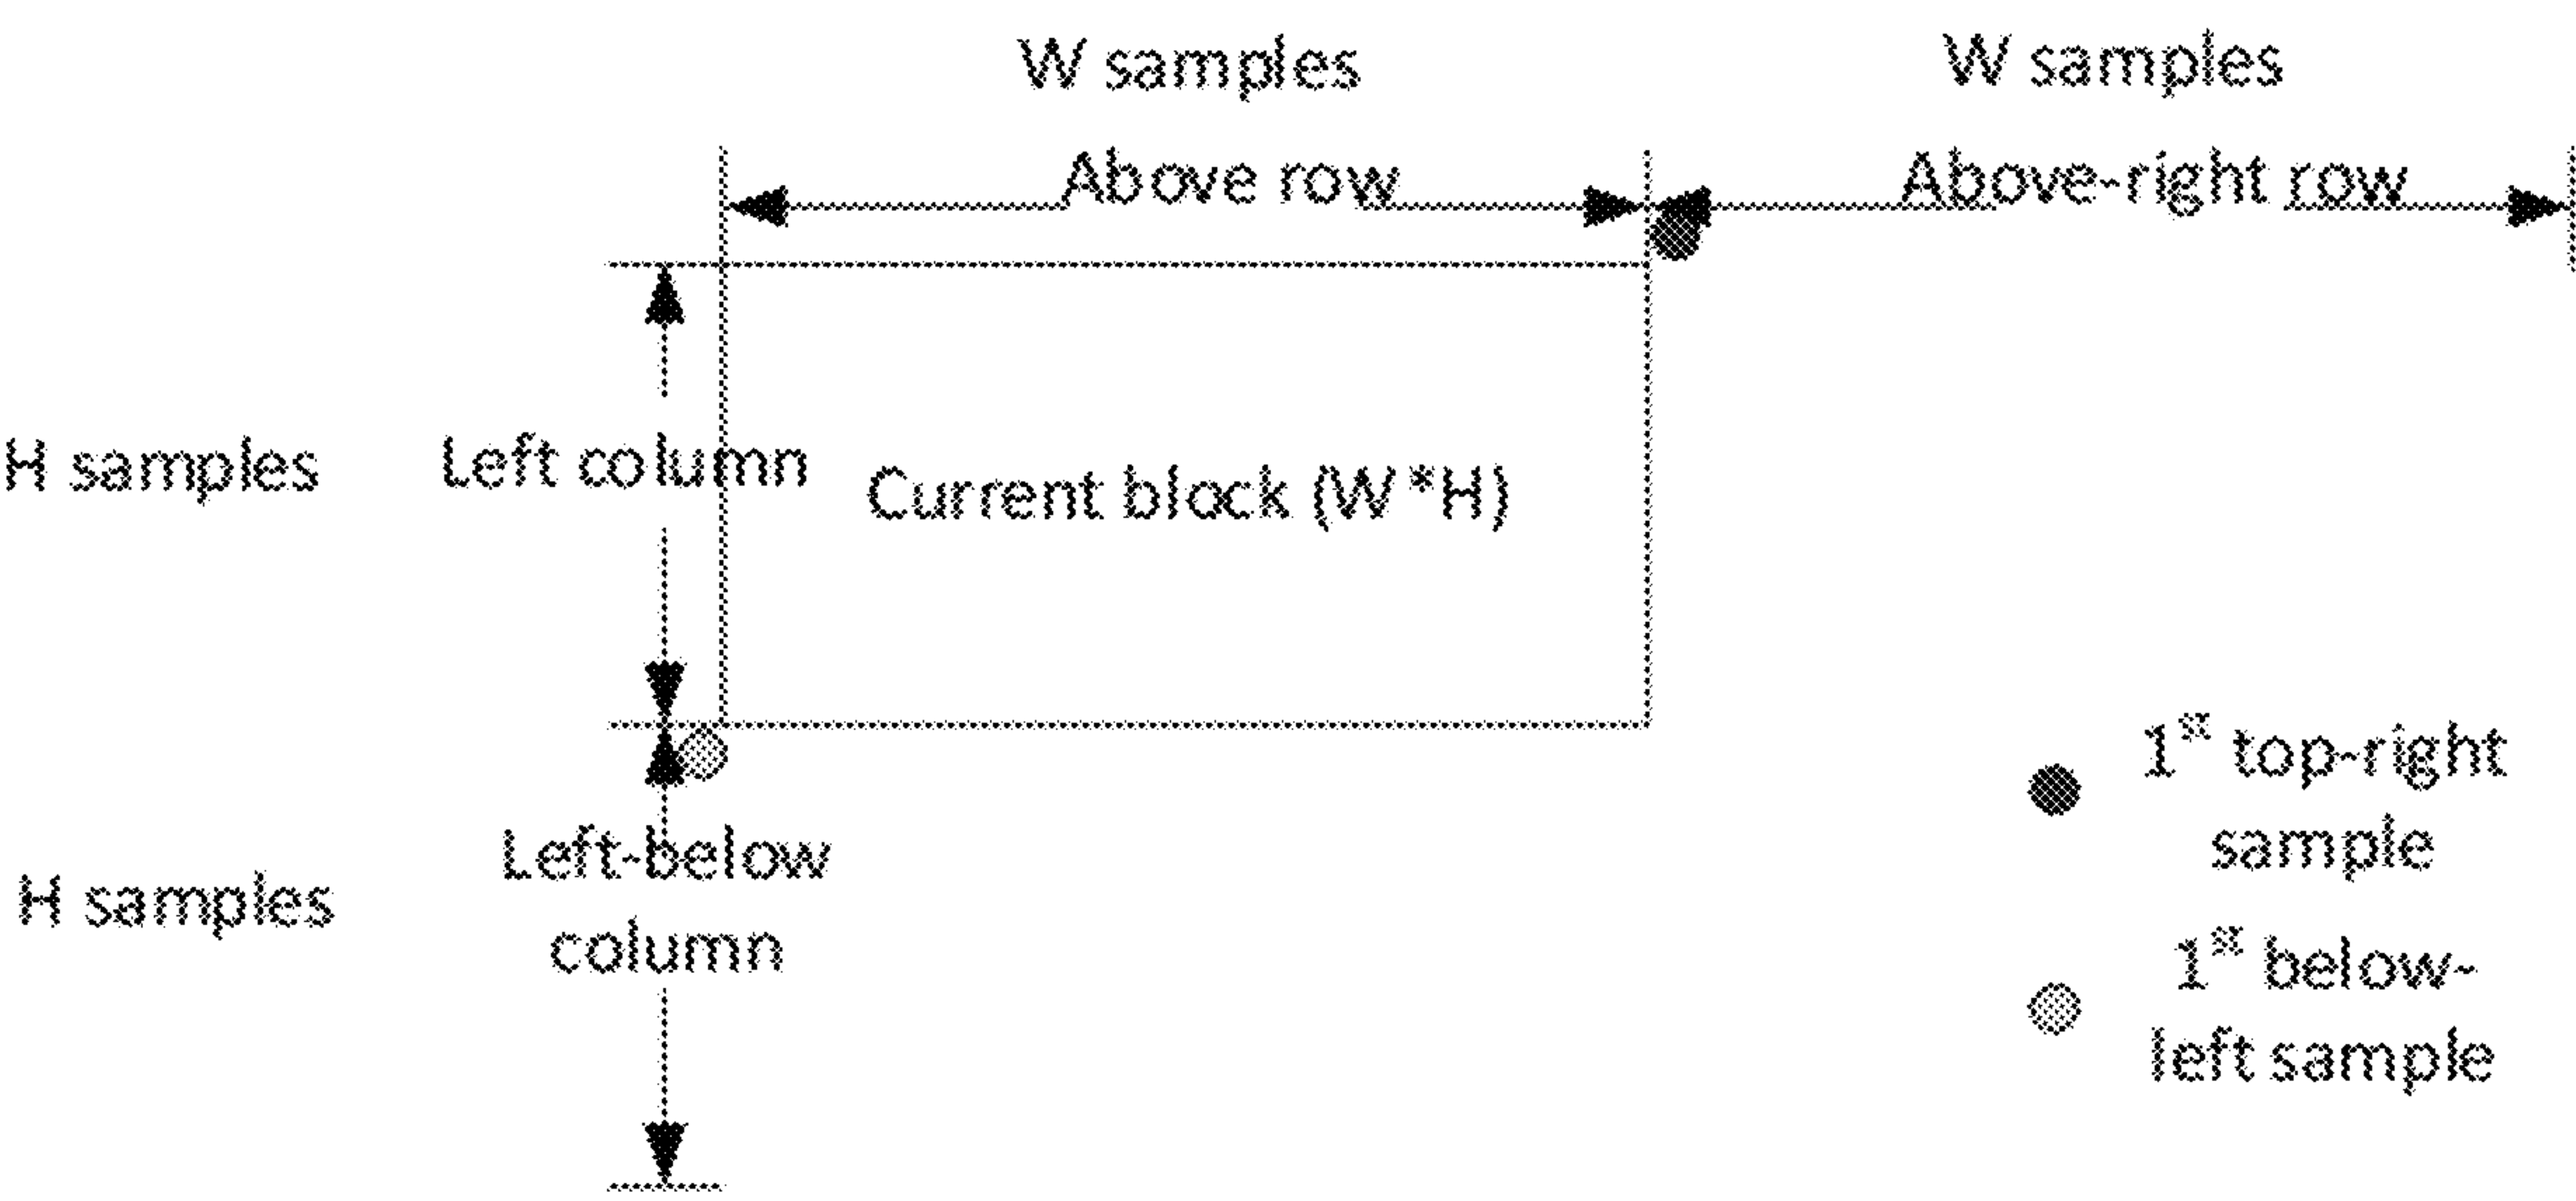 W samples
W samples
Above row
Above-right row
H samples
Left column
Current block (W*H)
1st top-right
sample
Left-below
column
H samples
1st below-
left sample